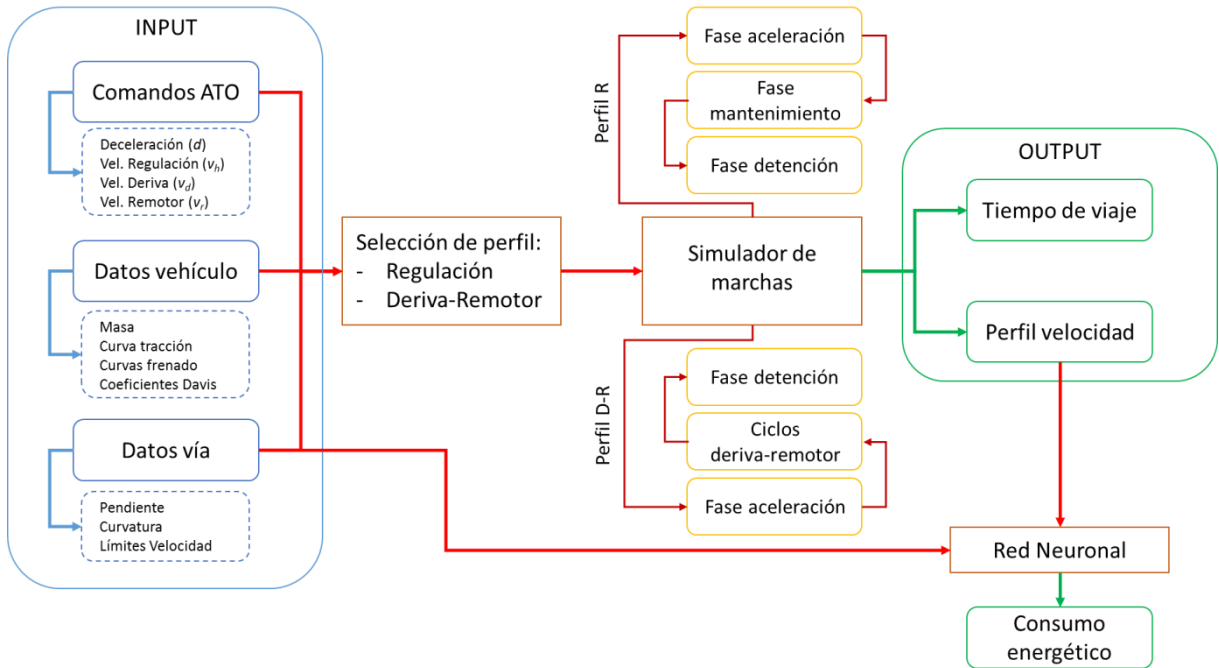 INPUT
Comandos ATO
Deceleración (d)
Vel. Regulación (vh)
Vel. Deriva (vd)
Vel. Remotor (vr)
Datos vehículo
Masa
Curva tracción
Curvas frenado
Coeficientes Davis
Datos vía
Pendiente
Curvatura
Límites Velocidad
Selección de perfil:
- Regulación
- Deriva-Remotor
Perfil R
Fase aceleración
Fase
mantenimiento
Fase detención
Simulador de
marchas
Perfil D-R
Fase detención
Ciclos
deriva-remotor
Fase aceleración
OUTPUT
Tiempo de viaje
Perfil velocidad
Red Neuronal
Consumo
energético